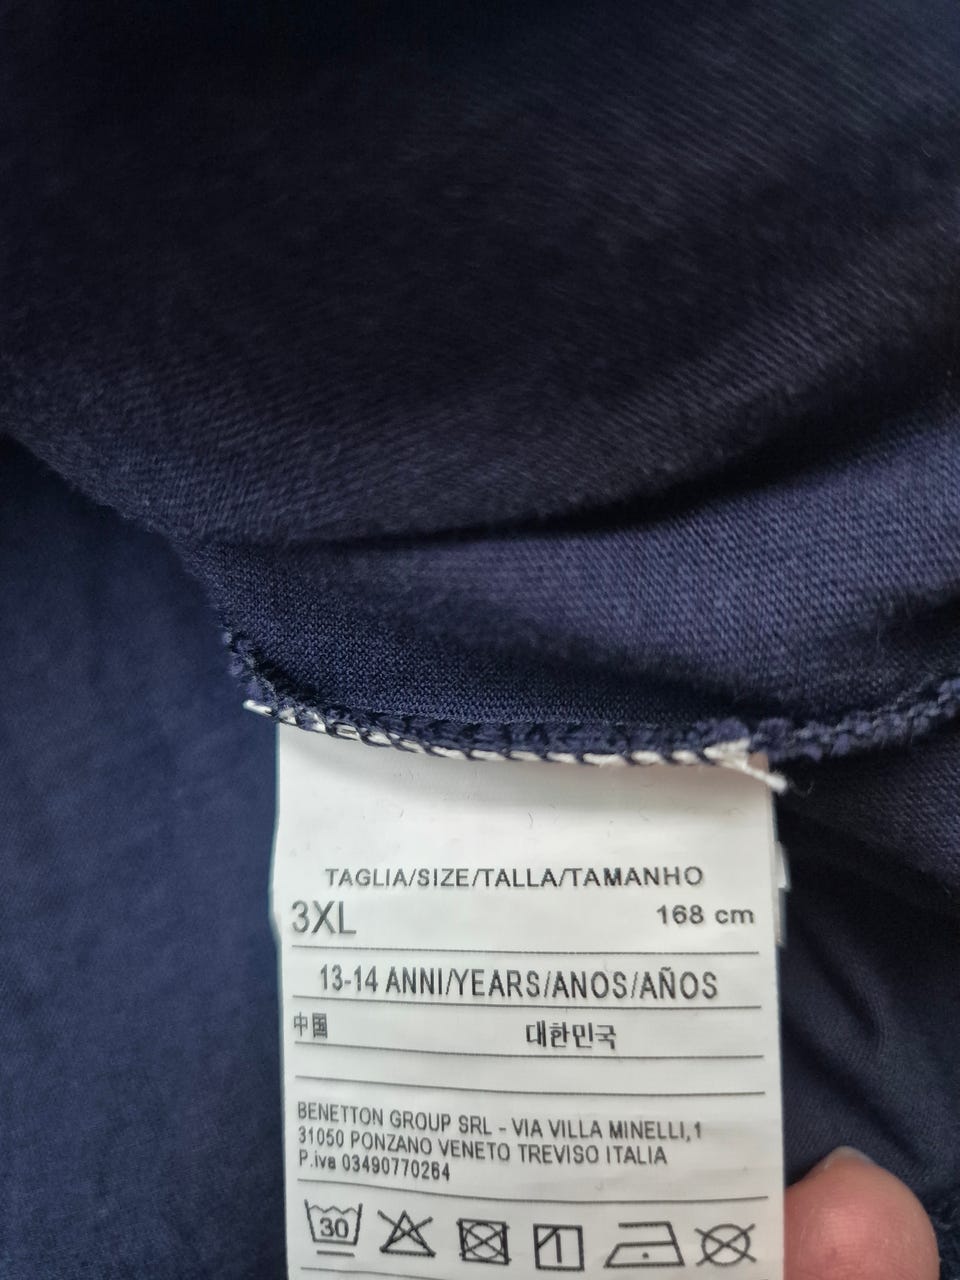 TAGLIA/SIZE/TALLA/TAMANHO
3XL 168 cm
13-14 ANNI/YEARS/ANOS/AÑOS
中国 대한민국
BENETTON GROUP SRL - VIA VILLA MINELLI,1
31050 PONZANO VENETO TREVISO ITALIA
P.iva 03490770264
30